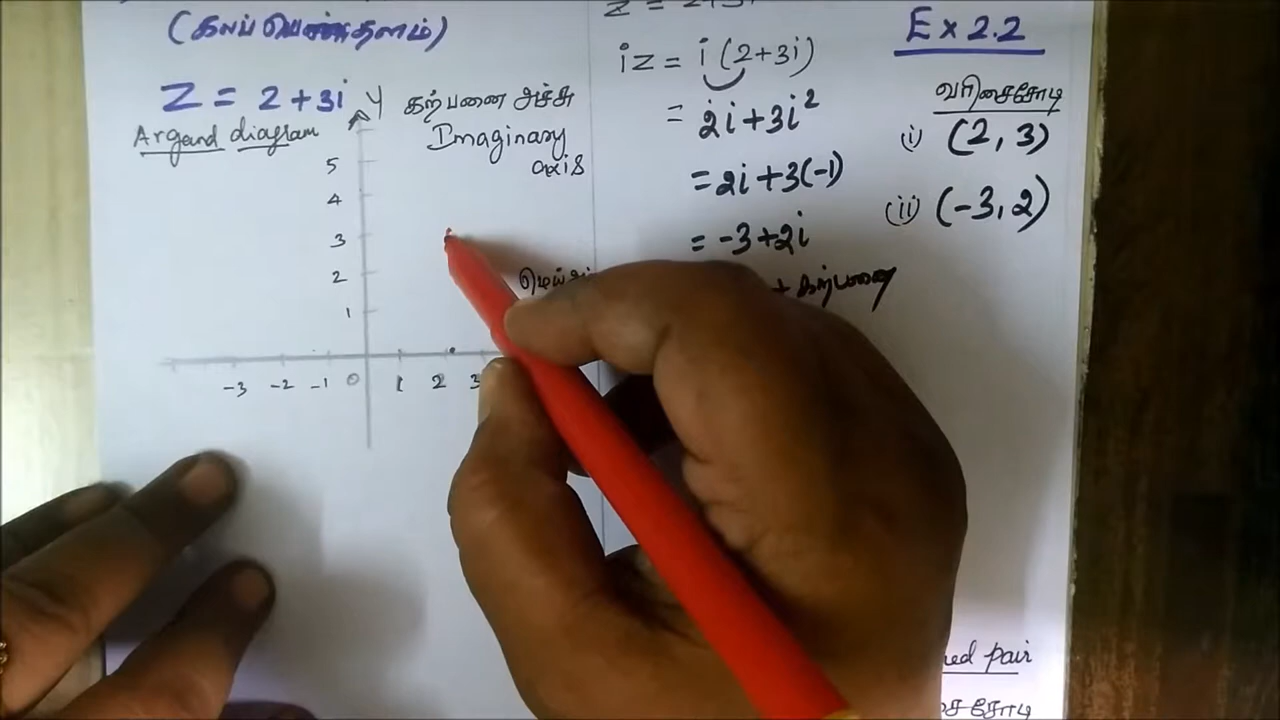 (கலப் தளம்)
Z = 2+3i
Argand diagram
Y கற்பனை அச்சு
Imaginary
axis
5
4
3
2
1
-3 -2 -1 0 1 2 3
iz = i(2+3i)
= 2i+3i²
= 2i+3(-1)
= -3+2i
+ கற்பனை
Ex 2.2
வரிசைசோடி
(i) (2, 3)
(ii) (-3, 2)
pair